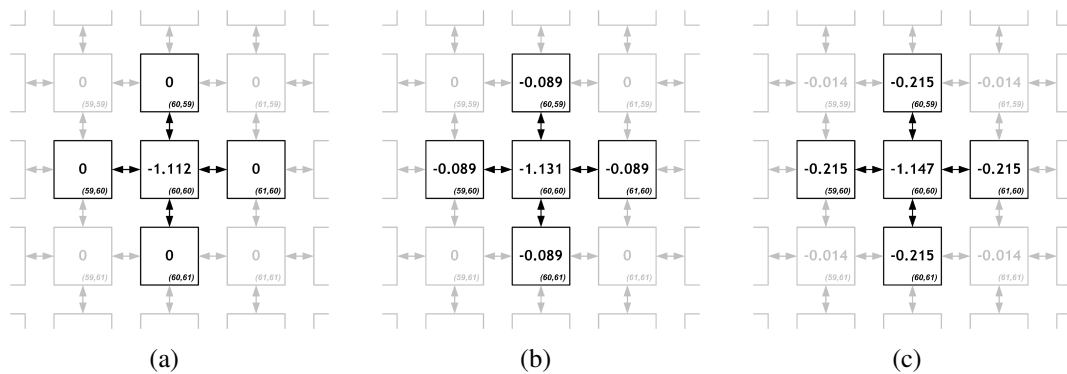 0 0 0
(59,59) (60,59) (61,59)
0 -1.112 0
(59,60) (60,60) (61,60)
0 0 0
(59,61) (60,61) (61,61)
(a)
0 -0.089 0
(59,59) (60,59) (61,59)
-0.089 -1.131 -0.089
(59,60) (60,60) (61,60)
0 -0.089 0
(59,61) (60,61) (61,61)
(b)
-0.014 -0.215 -0.014
(59,59) (60,59) (61,59)
-0.215 -1.147 -0.215
(59,60) (60,60) (61,60)
-0.014 -0.215 -0.014
(59,61) (60,61) (61,61)
(c)